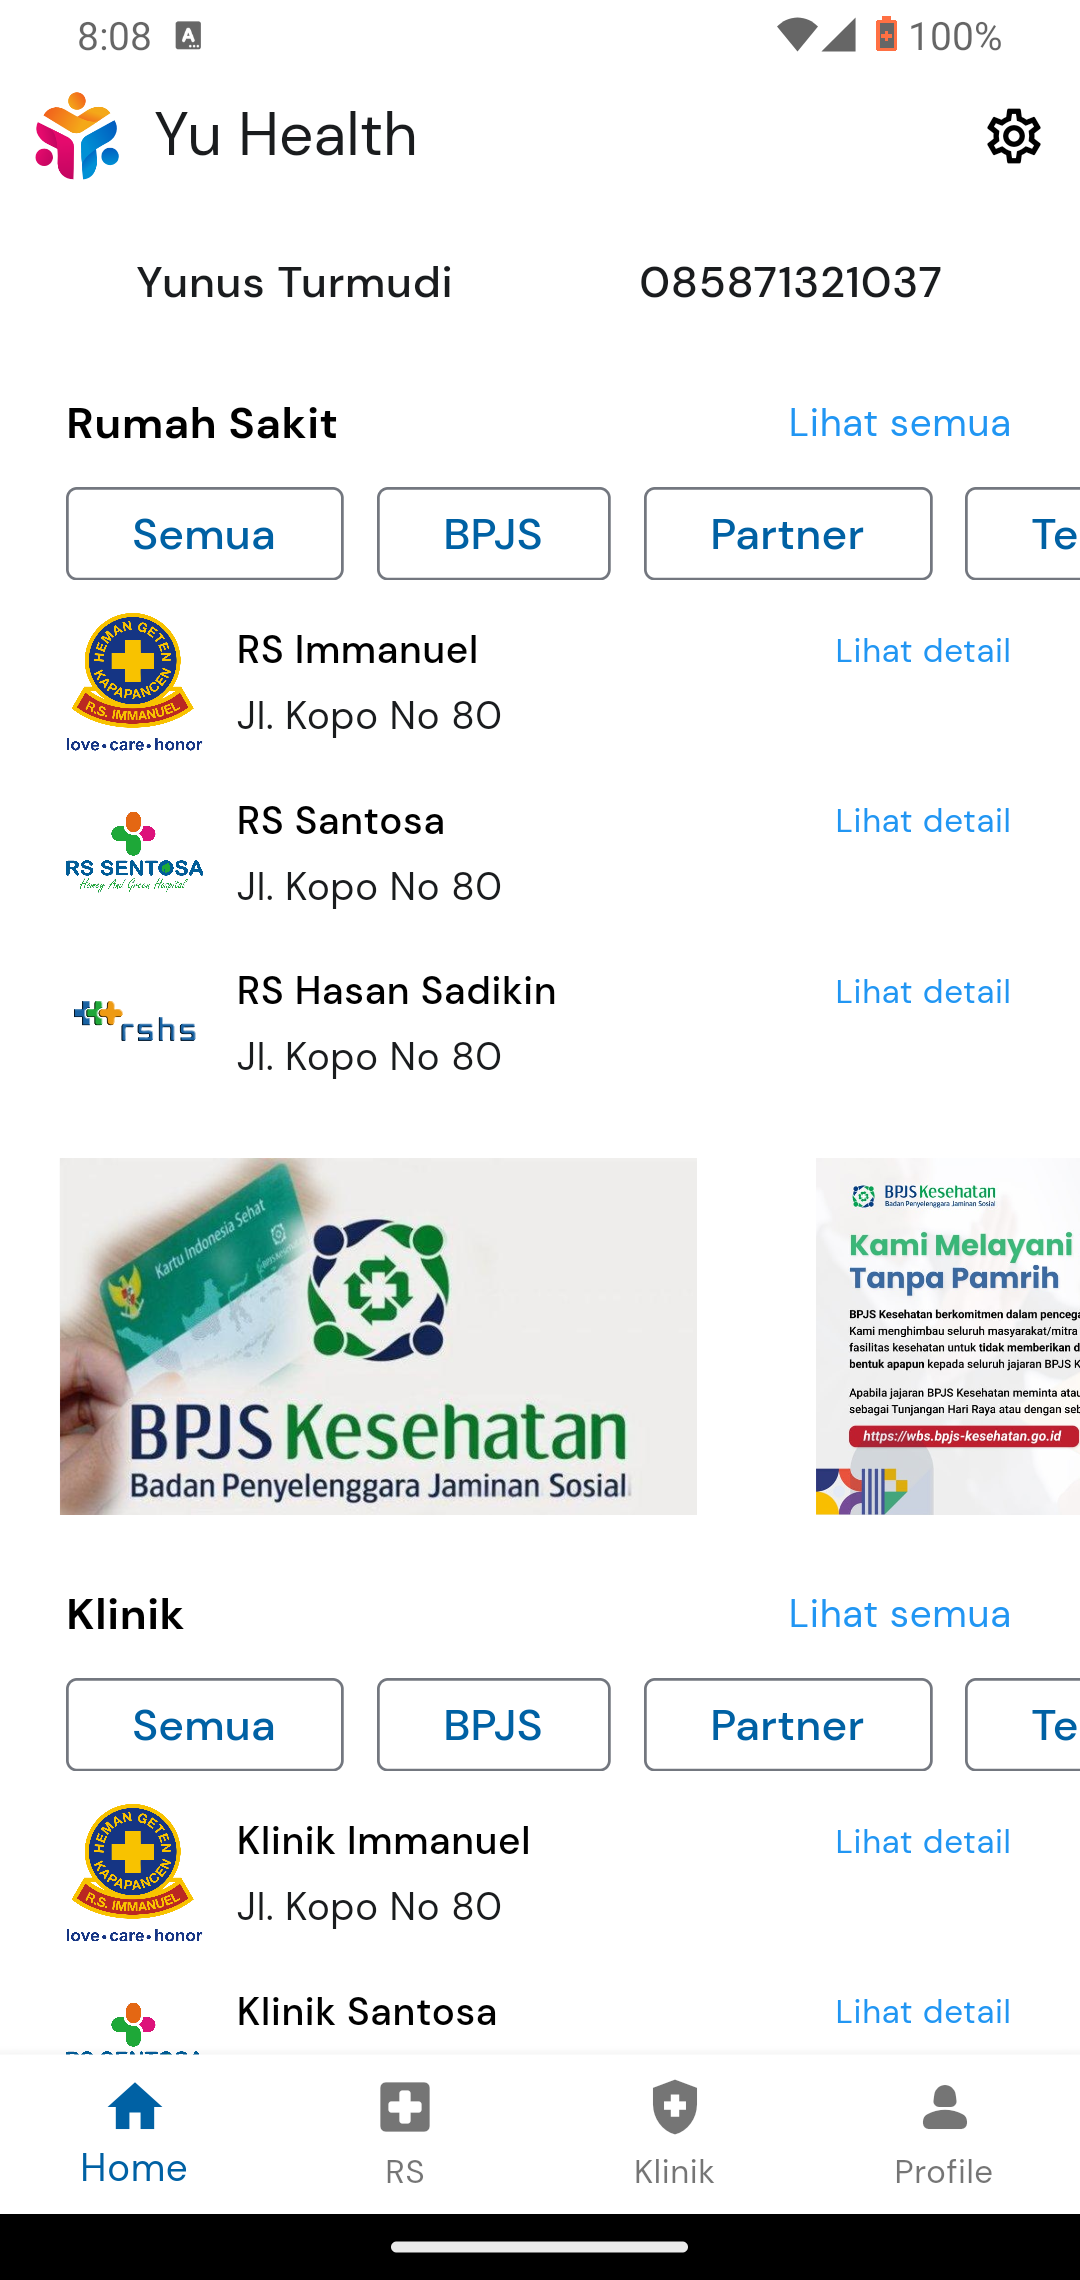 8:08 A 100%
Yu Health
Yunus Turmudi 085871321037
Rumah Sakit Lihat semua
Semua BPJS Partner Te
HEMAN GETEN
KAPAPANCEN
R.S. IMMANUEL
love•care•honor
RS Immanuel Lihat detail
Jl. Kopo No 80
RS SENTOSA
Homey And Green Hospital
RS Santosa Lihat detail
Jl. Kopo No 80
rshs
RS Hasan Sadikin Lihat detail
Jl. Kopo No 80
Kartu Indonesia Sehat
BPJS Kesehatan
Badan Penyelenggara Jaminan Sosial
BPJS Kesehatan
Badan Penyelenggara Jaminan Sosial
Kami Melayani
Tanpa Pamrih
BPJS Kesehatan berkomitmen dalam pencega
Kami menghimbau seluruh masyarakat/mitra
fasilitas kesehatan untuk tidak memberikan d
bentuk apapun kepada seluruh jajaran BPJS K
Apabila jajaran BPJS Kesehatan meminta atau
sebagai Tunjangan Hari Raya atau dengan seb
https://wbs.bpjs-kesehatan.go.id
Klinik Lihat semua
Semua BPJS Partner Te
HEMAN GETEN
KAPAPANCEN
R.S. IMMANUEL
love•care•honor
Klinik Immanuel Lihat detail
Jl. Kopo No 80
Klinik Santosa Lihat detail
Home RS Klinik Profile